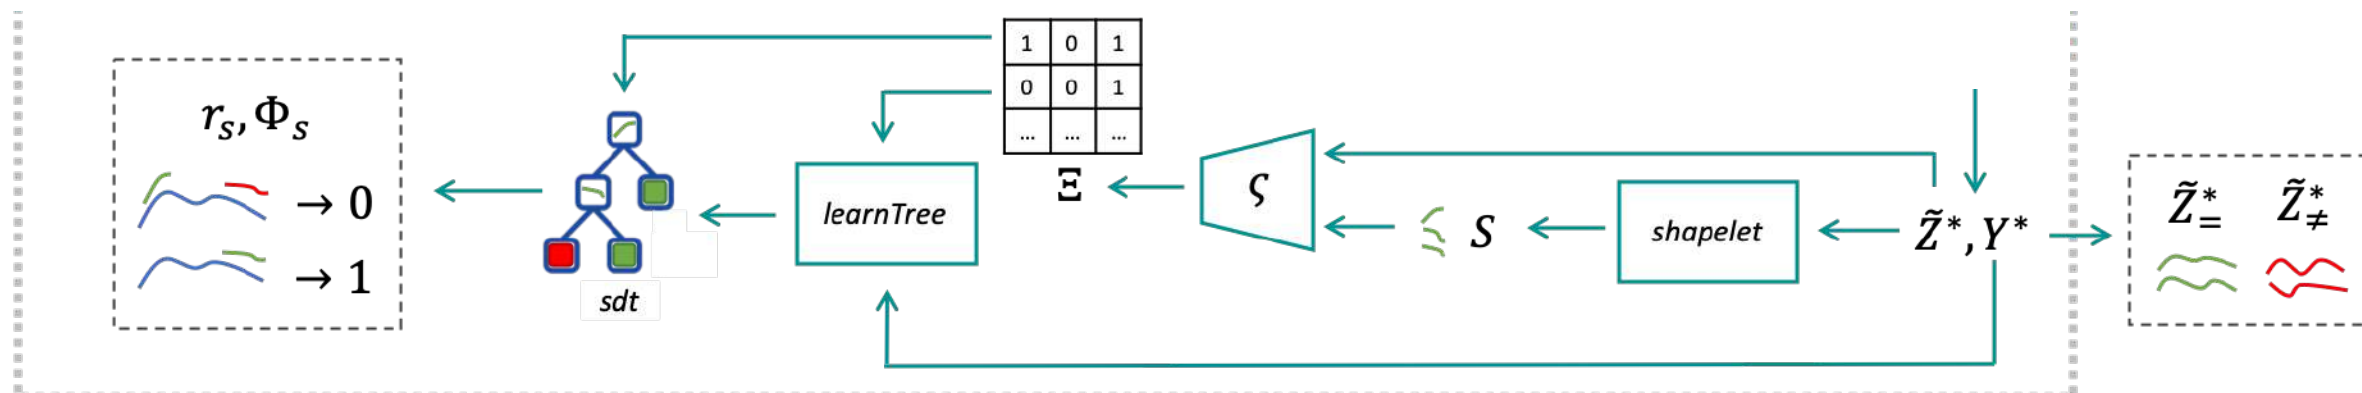 r_s, Φ_s
→ 0
→ 1
sdt
learnTree
1 0 1
0 0 1
... ... ...
Ξ
ς
S
shapelet
Z̃*, Y*
Z̃*_= Z̃*_≠